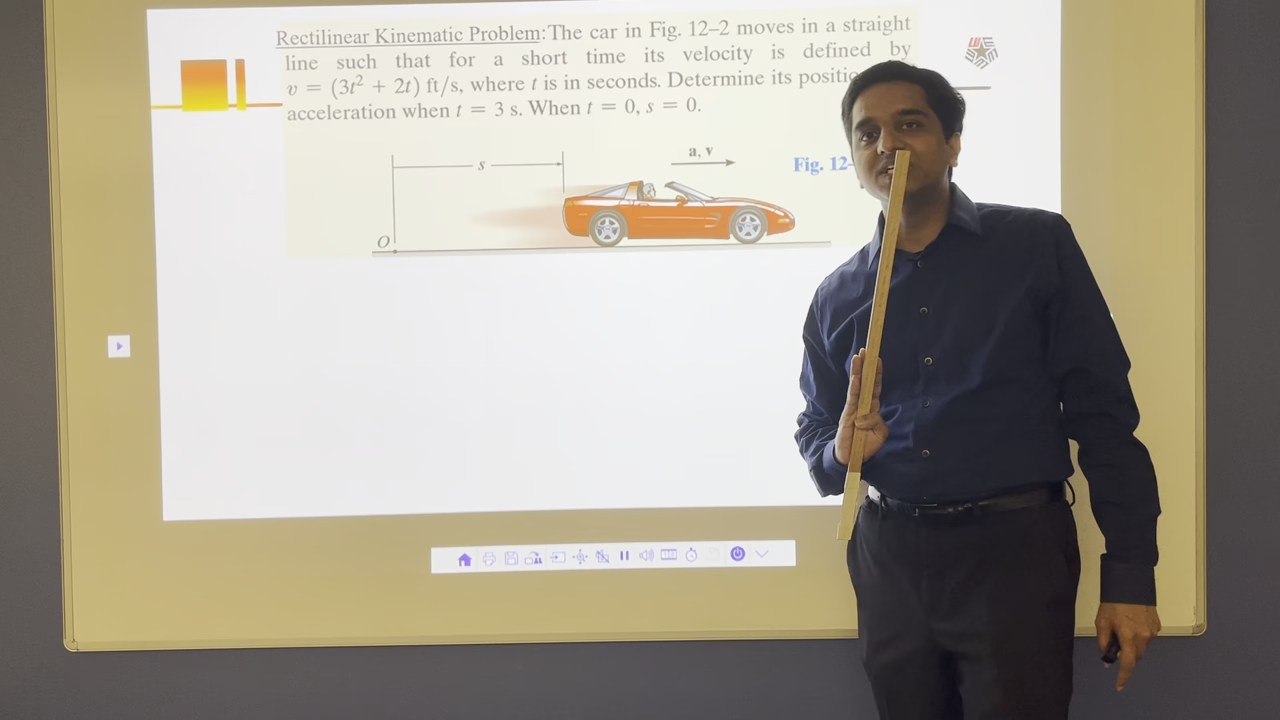 Rectilinear Kinematic Problem:The car in Fig. 12–2 moves in a straight
line such that for a short time its velocity is defined by
v = (3t² + 2t) ft/s, where t is in seconds. Determine its
acceleration when t = 3 s. When t = 0, s = 0.
a, v
s
Fig. 12-
O